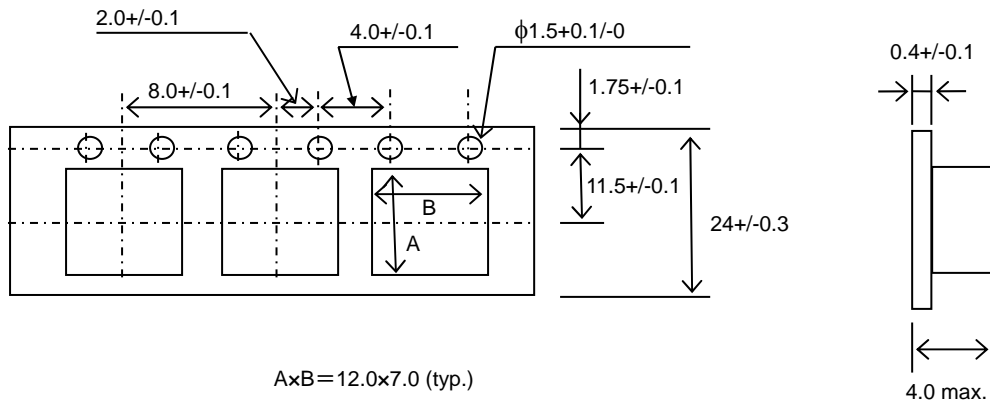 2.0+/-0.1
4.0+/-0.1
ϕ1.5+0.1/-0
0.4+/-0.1
8.0+/-0.1
1.75+/-0.1
11.5+/-0.1
B
A
24+/-0.3
A×B＝12.0×7.0 (typ.)
4.0 max.